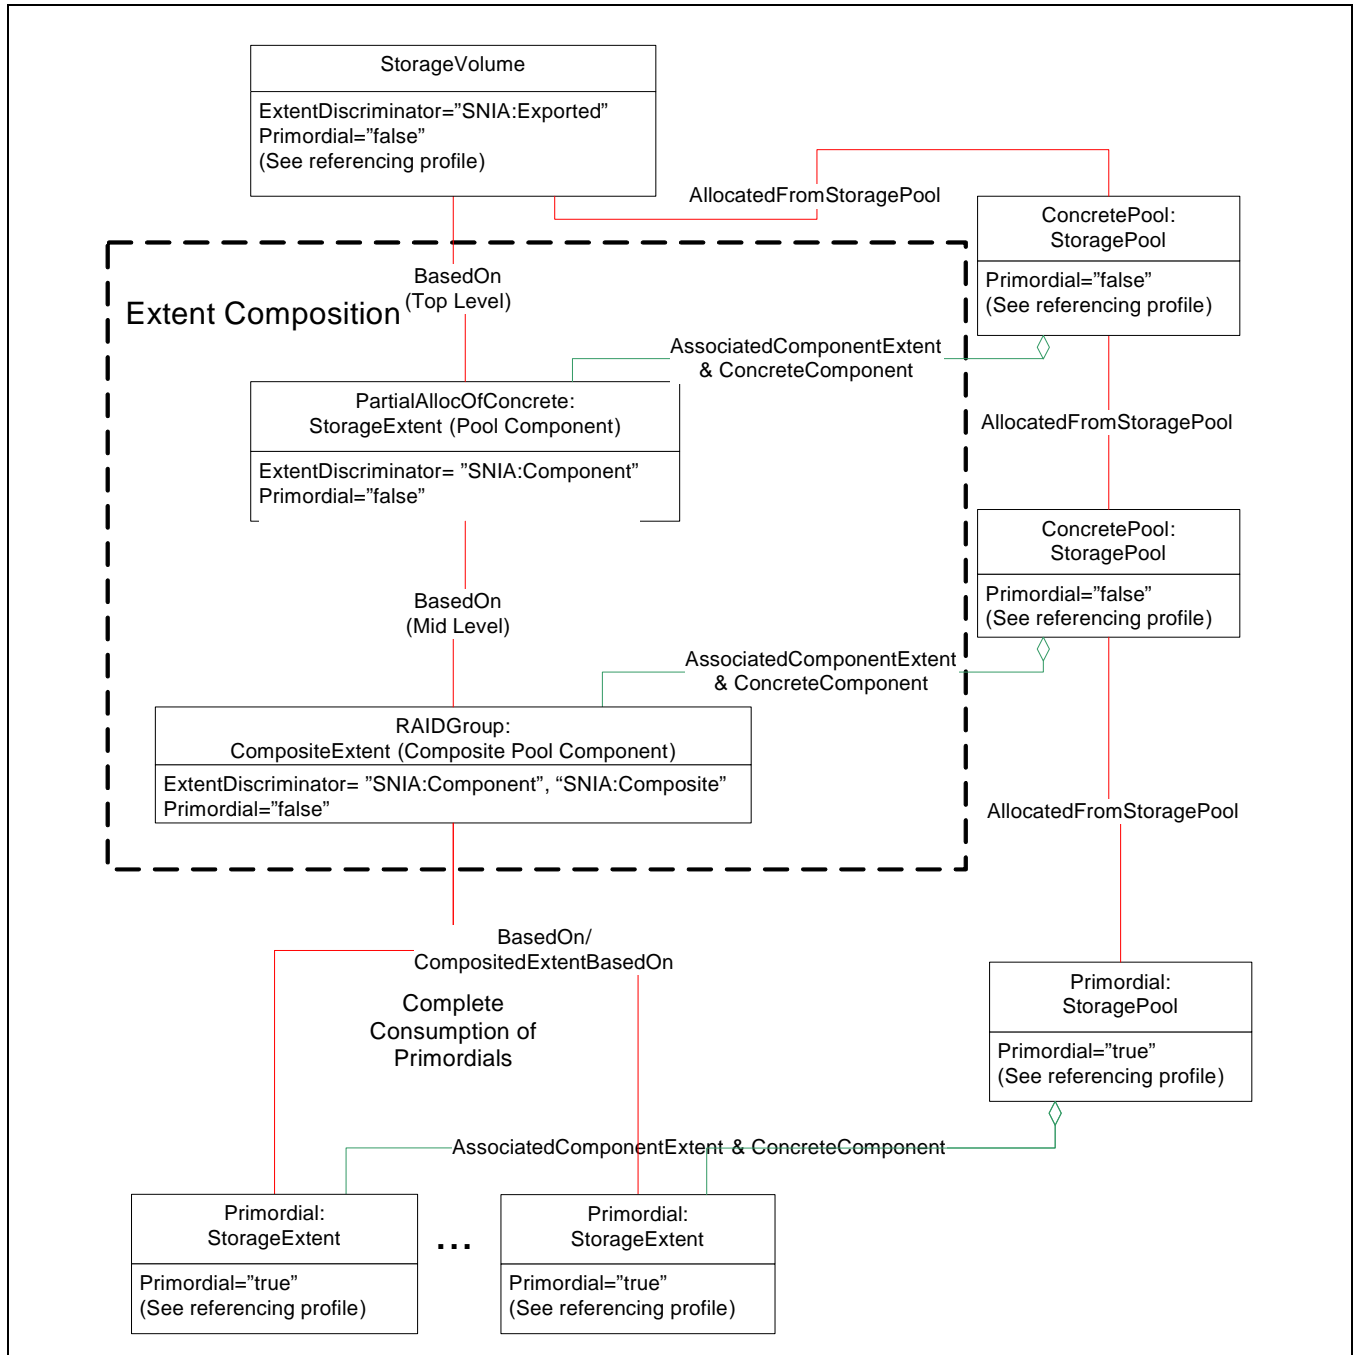 StorageVolume
ExtentDiscriminator=”SNIA:Exported”
Primordial=”false”
(See referencing profile)
AllocatedFromStoragePool
ConcretePool:
StoragePool
Primordial=”false”
(See referencing profile)
BasedOn
(Top Level)
Extent Composition
AssociatedComponentExtent
& ConcreteComponent
PartialAllocOfConcrete:
StorageExtent (Pool Component)
ExtentDiscriminator= ”SNIA:Component”
Primordial=”false”
AllocatedFromStoragePool
ConcretePool:
StoragePool
Primordial=”false”
(See referencing profile)
BasedOn
(Mid Level)
AssociatedComponentExtent
& ConcreteComponent
RAIDGroup:
CompositeExtent (Composite Pool Component)
ExtentDiscriminator= ”SNIA:Component”, “SNIA:Composite”
Primordial=”false”
AllocatedFromStoragePool
BasedOn/
CompositedExtentBasedOn
Complete
Consumption of
Primordials
Primordial:
StoragePool
Primordial=”true”
(See referencing profile)
AssociatedComponentExtent & ConcreteComponent
Primordial:
StorageExtent
Primordial=”true”
(See referencing profile)
...
Primordial:
StorageExtent
Primordial=”true”
(See referencing profile)